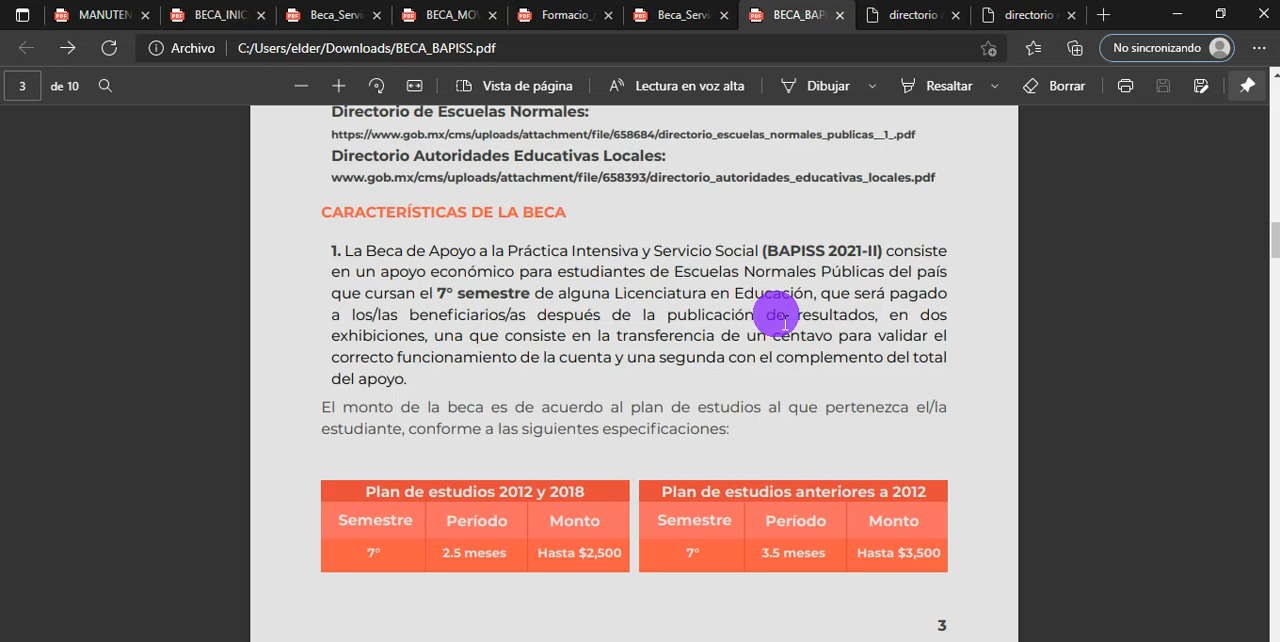 MANUTEN
BECA_INIC
Beca_Servi
BECA_MOV
Formacio_
Beca_Servi
BECA_BAPI
directorio
directorio
Archivo
C:/Users/elder/Downloads/BECA_BAPISS.pdf
No sincronizando
3 de 10
Vista de página
Lectura en voz alta
Dibujar
Resaltar
Borrar
Directorio de Escuelas Normales:
https://www.gob.mx/cms/uploads/attachment/file/658684/directorio_escuelas_normales_publicas__1_.pdf
Directorio Autoridades Educativas Locales:
www.gob.mx/cms/uploads/attachment/file/658393/directorio_autoridades_educativas_locales.pdf
CARACTERÍSTICAS DE LA BECA
1. La Beca de Apoyo a la Práctica Intensiva y Servicio Social (BAPISS 2021-II) consiste
en un apoyo económico para estudiantes de Escuelas Normales Públicas del país
que cursan el 7° semestre de alguna Licenciatura en Educación, que será pagado
a los/las beneficiarios/as después de la publicación de resultados, en dos
exhibiciones, una que consiste en la transferencia de un centavo para validar el
correcto funcionamiento de la cuenta y una segunda con el complemento del total
del apoyo.
El monto de la beca es de acuerdo al plan de estudios al que pertenezca el/la
estudiante, conforme a las siguientes especificaciones:
Plan de estudios 2012 y 2018
Semestre Período Monto
7° 2.5 meses Hasta $2,500
Plan de estudios anteriores a 2012
Semestre Período Monto
7° 3.5 meses Hasta $3,500
3